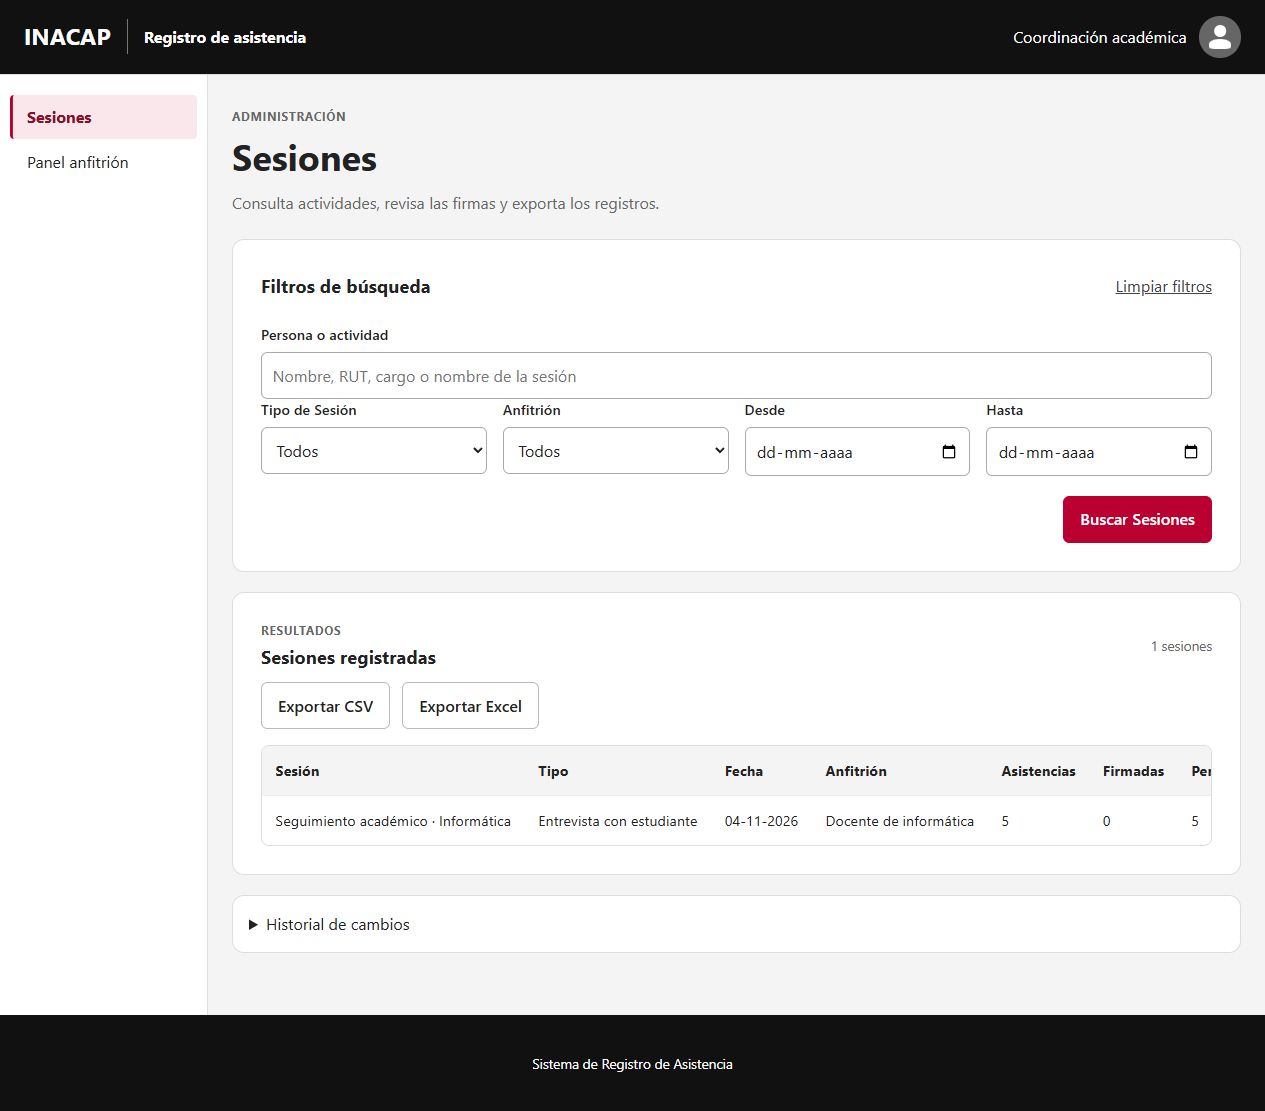 INACAP
Registro de asistencia
Coordinación académica
Sesiones
Panel anfitrión
ADMINISTRACIÓN
Sesiones
Consulta actividades, revisa las firmas y exporta los registros.
Filtros de búsqueda
Limpiar filtros
Persona o actividad
Nombre, RUT, cargo o nombre de la sesión
Tipo de Sesión Anfitrión Desde Hasta
Todos Todos dd-mm-aaaa dd-mm-aaaa
Buscar Sesiones
RESULTADOS
Sesiones registradas
1 sesiones
Exportar CSV Exportar Excel
Sesión Tipo Fecha Anfitrión Asistencias Firmadas
Seguimiento académico · Informática Entrevista con estudiante 04-11-2026 Docente de informática 5 0 5
Historial de cambios
Sistema de Registro de Asistencia